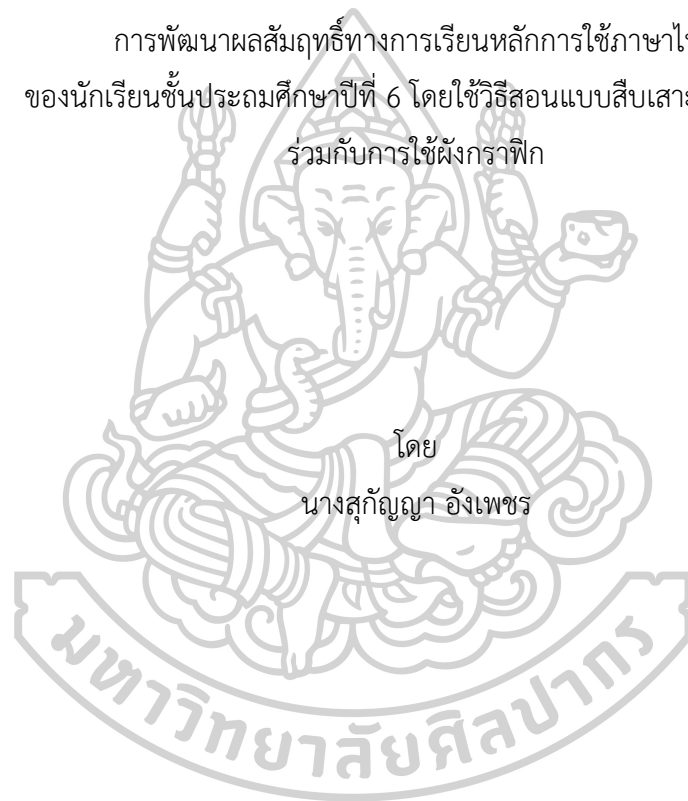 การพัฒนาผลสัมฤทธิ์ทางการเรียนหลักการใช้ภาษา
ของนักเรียนชั้นประถมศึกษาปีที่ 6 โดยใช้วิธีสอนแบบสืบเสาะ
ร่วมกับการใช้ผังกราฟิก
โดย
นางสุกัญญา อังเพชร
มหาวิทยาลัยศิลปากร